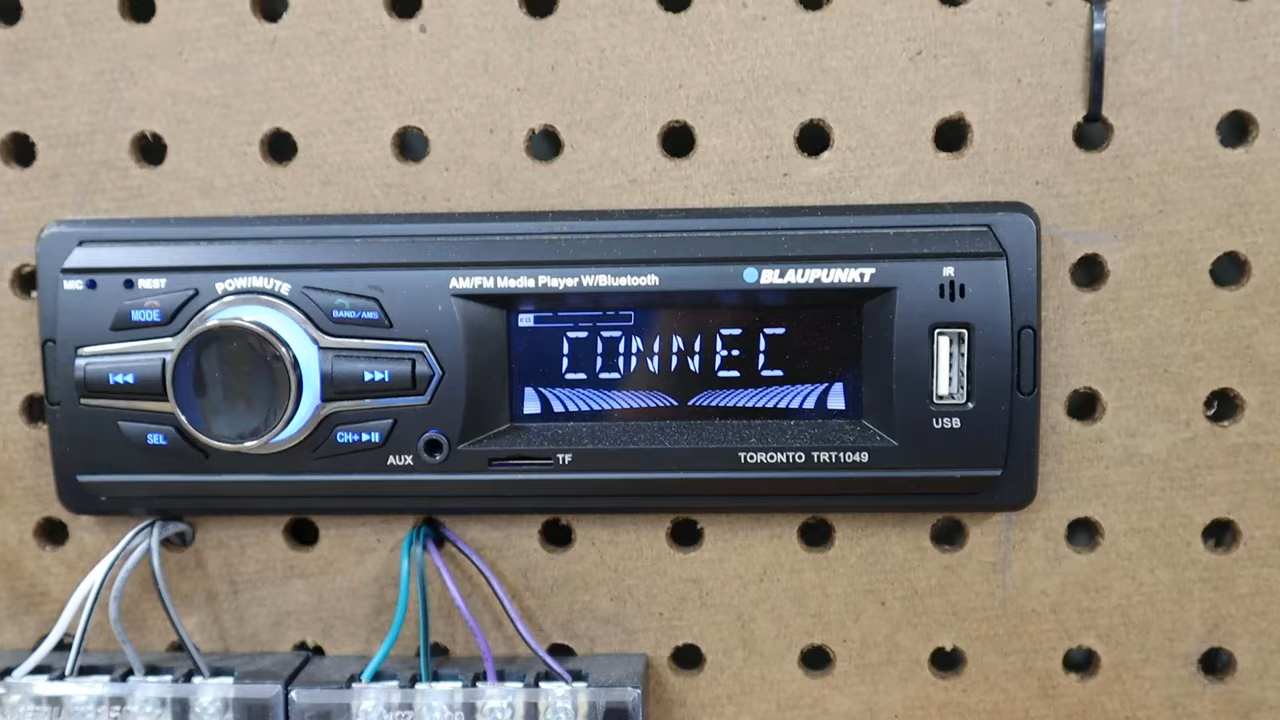 MIC
REST
POW/MUTE
AM/FM Media Player W/Bluetooth
BLAUPUNKT
IR
MODE
BAND/AMS
CONNEC
SEL
CH+
AUX
TF
TORONTO TRT1049
USB